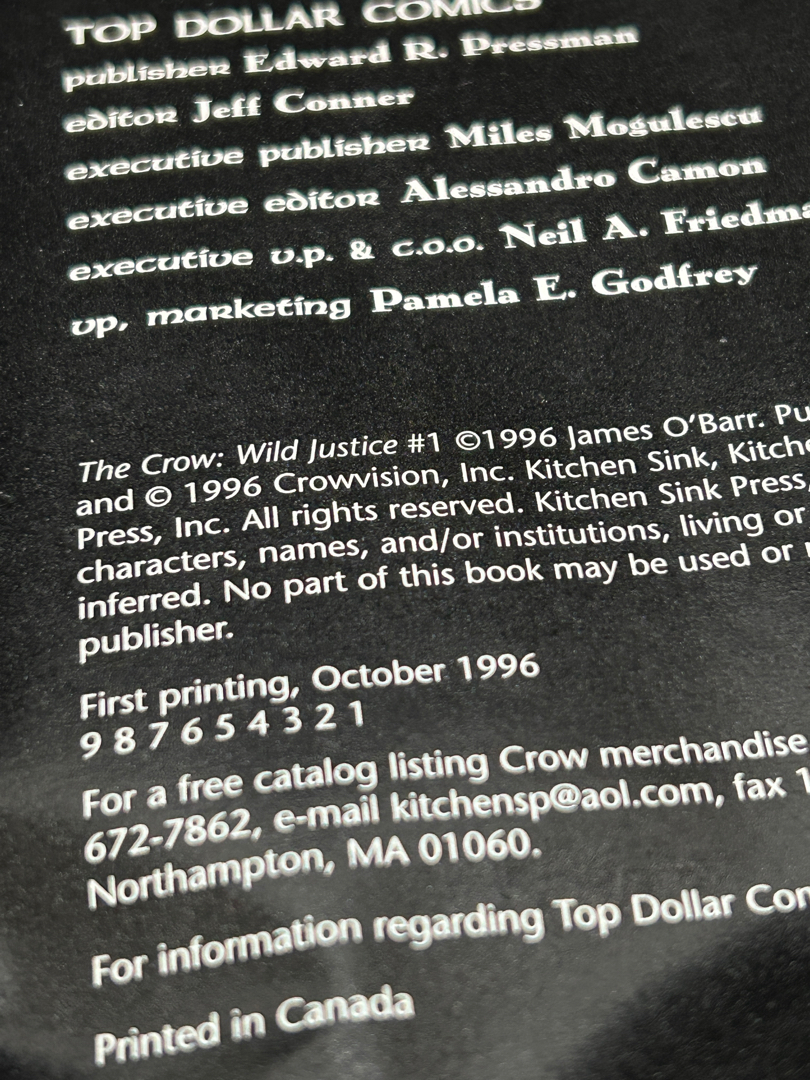 TOP DOLLAR COMICS
publisher Edward R. Pressman
editor Jeff Conner
executive publisher Miles Mogulescu
executive editor Alessandro Camon
executive v.p. & c.o.o. Neil A. Friedma
vp, marketing Pamela E. Godfrey
The Crow: Wild Justice #1 ©1996 James O'Barr. Pu
and © 1996 Crowvision, Inc. Kitchen Sink, Kitche
Press, Inc. All rights reserved. Kitchen Sink Press,
characters, names, and/or institutions, living or
inferred. No part of this book may be used or
publisher.
First printing, October 1996
9 8 7 6 5 4 3 2 1
For a free catalog listing Crow merchandise
672-7862, e-mail kitchensp@aol.com, fax 1
Northampton, MA 01060.
For information regarding Top Dollar Com
Printed in Canada